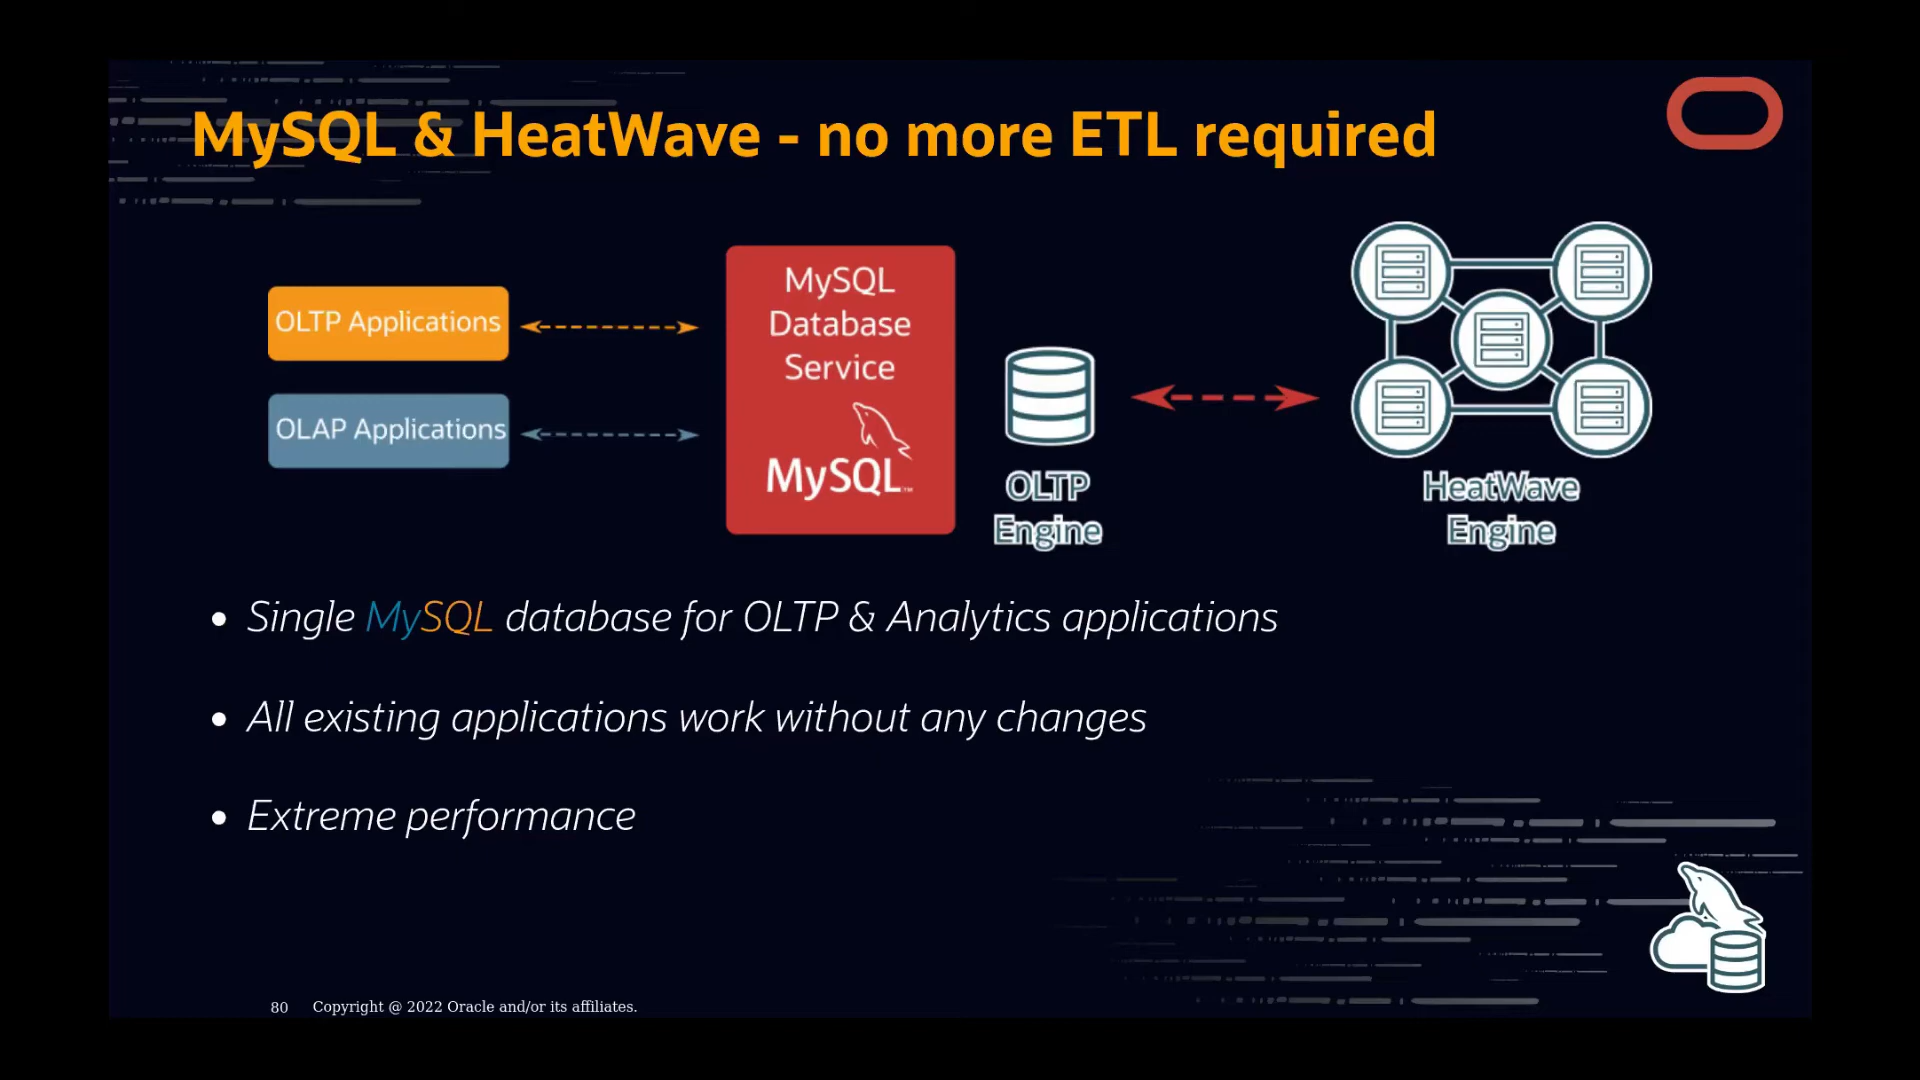 MySQL & HeatWave - no more ETL required
OLTP Applications
OLAP Applications
MySQL
Database
Service
MySQL™
OLTP
Engine
HeatWave
Engine
• Single MySQL database for OLTP & Analytics applications
• All existing applications work without any changes
• Extreme performance
80 Copyright @ 2022 Oracle and/or its affiliates.